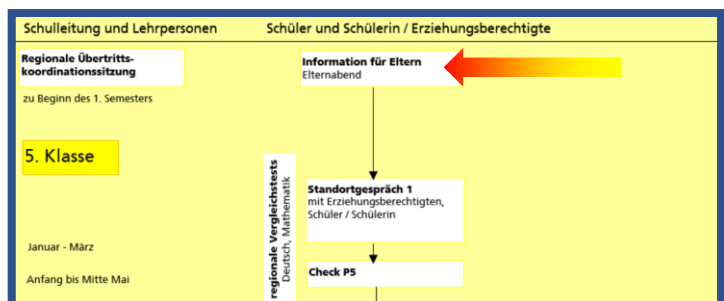 Schulleitung und Lehrpersonen
Schüler und Schülerin / Erziehungsberechtigte
Regionale Übertritts-
koordinationssitzung
zu Beginn des 1. Semesters
Information für Eltern
Elternabend
5. Klasse
regionale Vergleichstests
Deutsch, Mathematik
Standortgespräch 1
mit Erziehungsberechtigten,
Schüler / Schülerin
Januar - März
Check P5
Anfang bis Mitte Mai